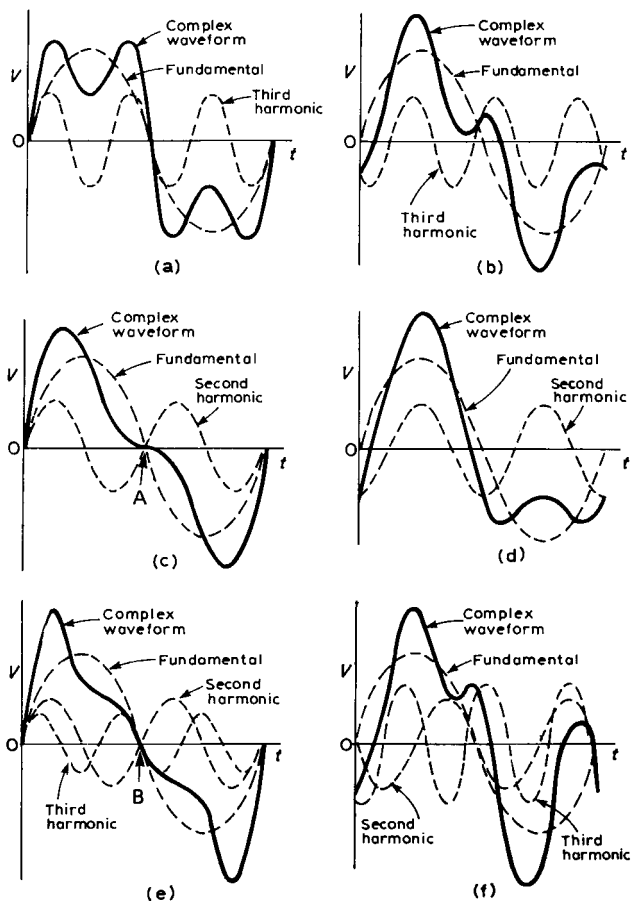 Complex
waveform
Fundamental
Third
harmonic
V
O
t
(a)
Complex
waveform
Fundamental
V
O
t
Third
harmonic
(b)
Complex
waveform
Fundamental
Second
harmonic
V
O
t
A
(c)
Complex
waveform
Fundamental
Second
harmonic
V
O
t
(d)
Complex
waveform
Fundamental
Second
harmonic
V
O
t
B
Third
harmonic
(e)
Complex
waveform
Fundamental
V
O
t
Second
harmonic
Third
harmonic
(f)